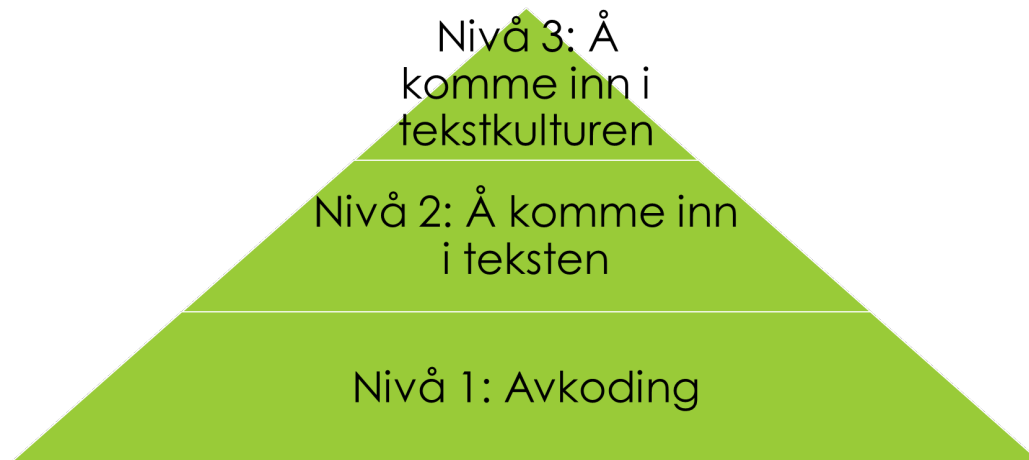 Nivå 3: Å
komme inn i
tekstkulturen
Nivå 2: Å komme inn
i teksten
Nivå 1: Avkoding